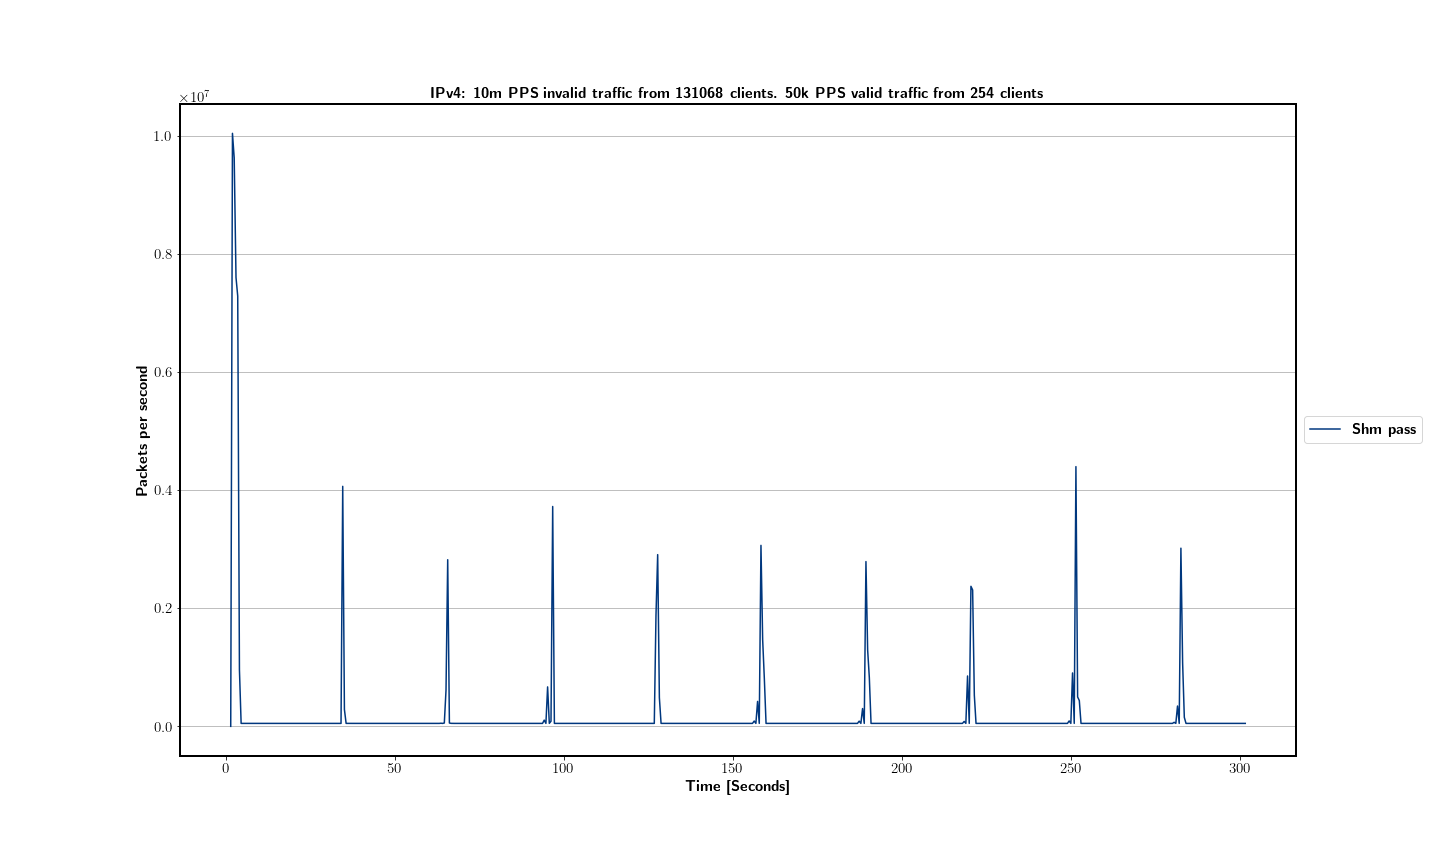 IPv4: 10m PPS invalid traffic from 131068 clients. 50k PPS valid traffic from 254 clients
×10⁷
1.0
0.8
0.6
0.4
0.2
0.0
Packets per second
0 50 100 150 200 250 300
Time [Seconds]
Shm pass